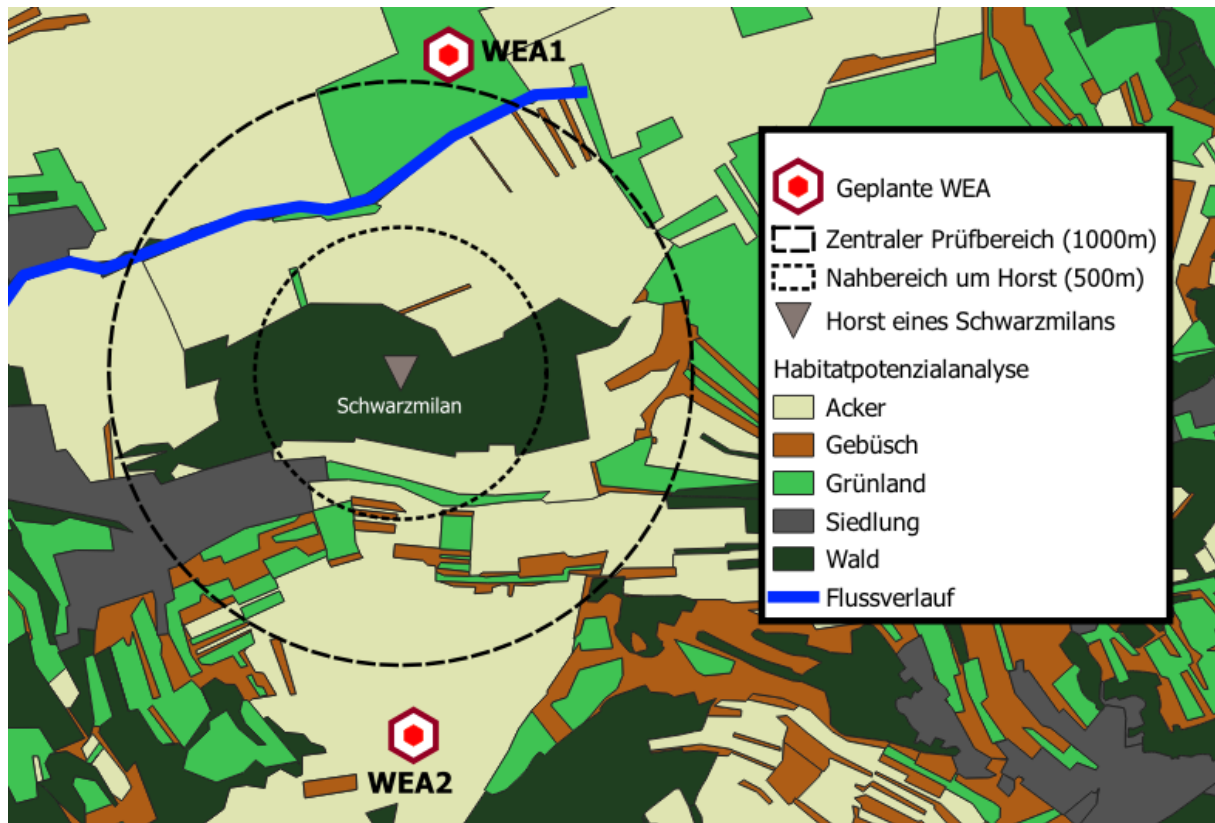 WEA1
Geplante WEA
Zentraler Prüfbereich (1000m)
Nahbereich um Horst (500m)
Horst eines Schwarzmilans
Habitatpotenzialanalyse
Acker
Gebüsch
Grünland
Siedlung
Wald
Flussverlauf
Schwarzmilan
WEA2